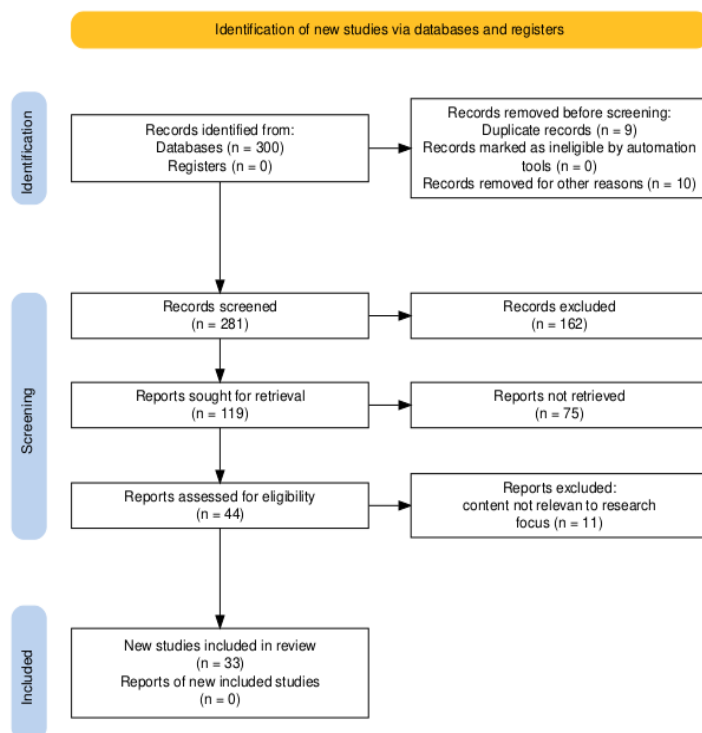 Identification of new studies via databases and registers
Identification
Records identified from:
Databases (n = 300)
Registers (n = 0)
Records removed before screening:
Duplicate records (n = 9)
Records marked as ineligible by automation
tools (n = 0)
Records removed for other reasons (n = 10)
Screening
Records screened
(n = 281)
Records excluded
(n = 162)
Reports sought for retrieval
(n = 119)
Reports not retrieved
(n = 75)
Reports assessed for eligibility
(n = 44)
Reports excluded:
content not relevan to research
focus (n = 11)
Included
New studies included in review
(n = 33)
Reports of new included studies
(n = 0)